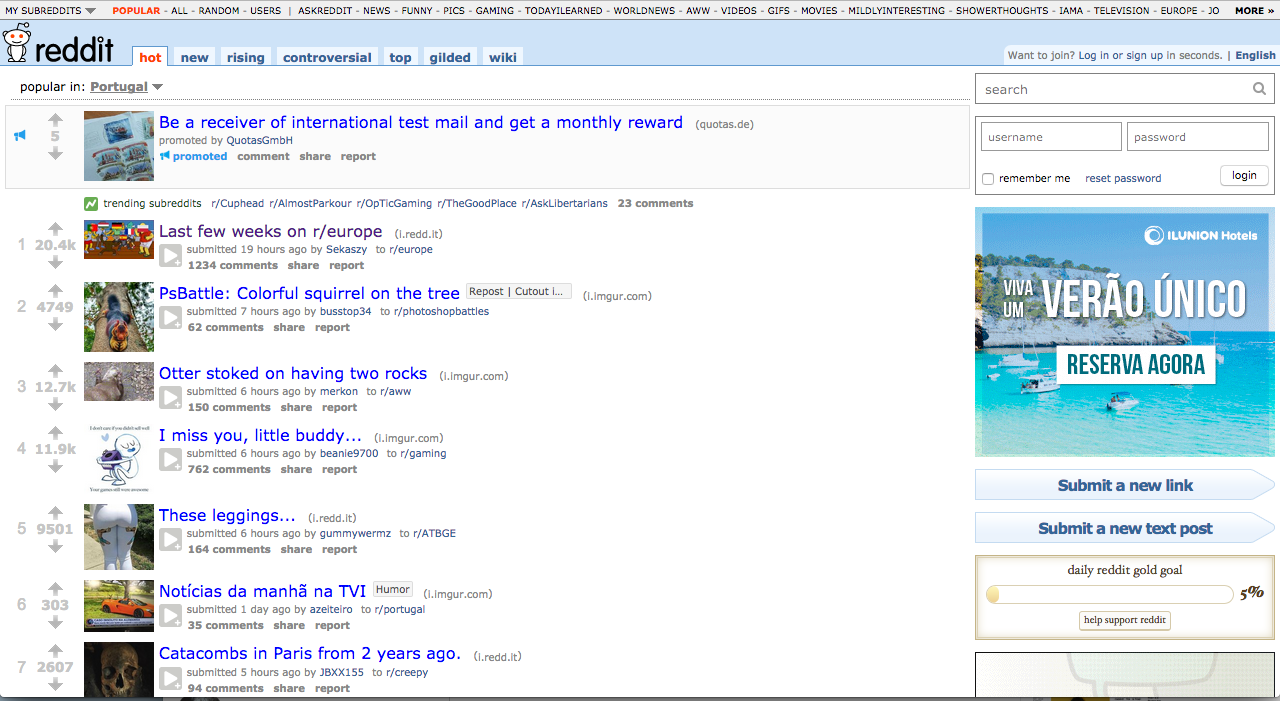 MY SUBREDDITS POPULAR - ALL - RANDOM - USERS | ASKREDDIT - NEWS - FUNNY - PICS - GAMING - TODAYILEARNED - WORLDNEWS - AWW - VIDEOS - GIFS - MOVIES - MILDLYINTERESTING - SHOWERTHOUGHTS - IAMA - TELEVISION - EUROPE - JO MORE »
reddit hot new rising controversial top gilded wiki
Want to join? Log in or sign up in seconds. | English
popular in: Portugal
Be a receiver of international test mail and get a monthly reward (quotas.de)
5
promoted by QuotasGmbH
promoted comment share report
trending subreddits r/Cuphead r/AlmostParkour r/OpTicGaming r/TheGoodPlace r/AskLibertarians 23 comments
Last few weeks on r/europe (i.redd.it)
1 20.4k submitted 19 hours ago by Sekaszy to r/europe
1234 comments share report
PsBattle: Colorful squirrel on the tree Repost | Cutout i... (i.imgur.com)
2 4749 submitted 7 hours ago by busstop34 to r/photoshopbattles
62 comments share report
Otter stoked on having two rocks (i.imgur.com)
3 12.7k submitted 6 hours ago by merkon to r/aww
150 comments share report
I miss you, little buddy... (i.imgur.com)
4 11.9k submitted 6 hours ago by beanie9700 to r/gaming
762 comments share report
I don't care if you didn't sell well
Your games still were awesome
These leggings... (i.redd.it)
5 9501 submitted 6 hours ago by gummywermz to r/ATBGE
164 comments share report
Notícias da manhã na TVI Humor (i.imgur.com)
6 303 submitted 1 day ago by azeiteiro to r/portugal
35 comments share report
Catacombs in Paris from 2 years ago. (i.redd.it)
7 2607 submitted 5 hours ago by JBXX155 to r/creepy
94 comments share report
search
username password
remember me reset password login
ILUNION Hotels
VIVA UM VERÃO ÚNICO
RESERVA AGORA
Submit a new link
Submit a new text post
daily reddit gold goal
5%
help support reddit